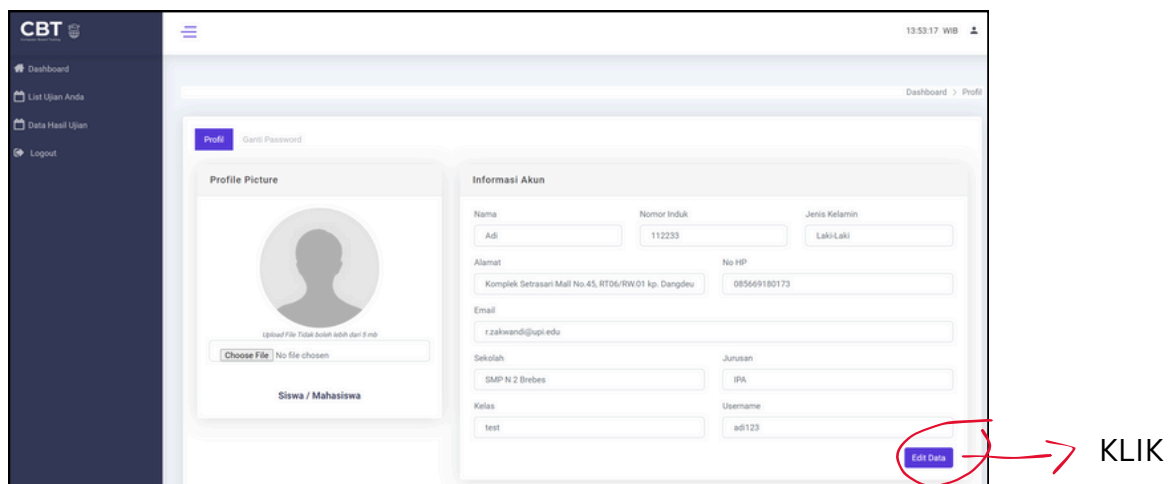 CBT
13:53:17 WIB
Dashboard
List Ujian Anda
Data Hasil Ujian
Logout
Dashboard > Profil
Profil Ganti Password
Profile Picture
Upload File Tidak boleh lebih dari 5 mb
Choose File No file chosen
Siswa / Mahasiswa
Informasi Akun
Nama Nomor Induk Jenis Kelamin
Adi 112233 Laki-Laki
Alamat No HP
Komplek Setrasari Mall No.45, RT06/RW.01 kp. Dangdeu 085669180173
Email
r.zakwandi@upi.edu
Sekolah Jurusan
SMP N 2 Brebes IPA
Kelas Username
test adi123
Edit Data
KLIK